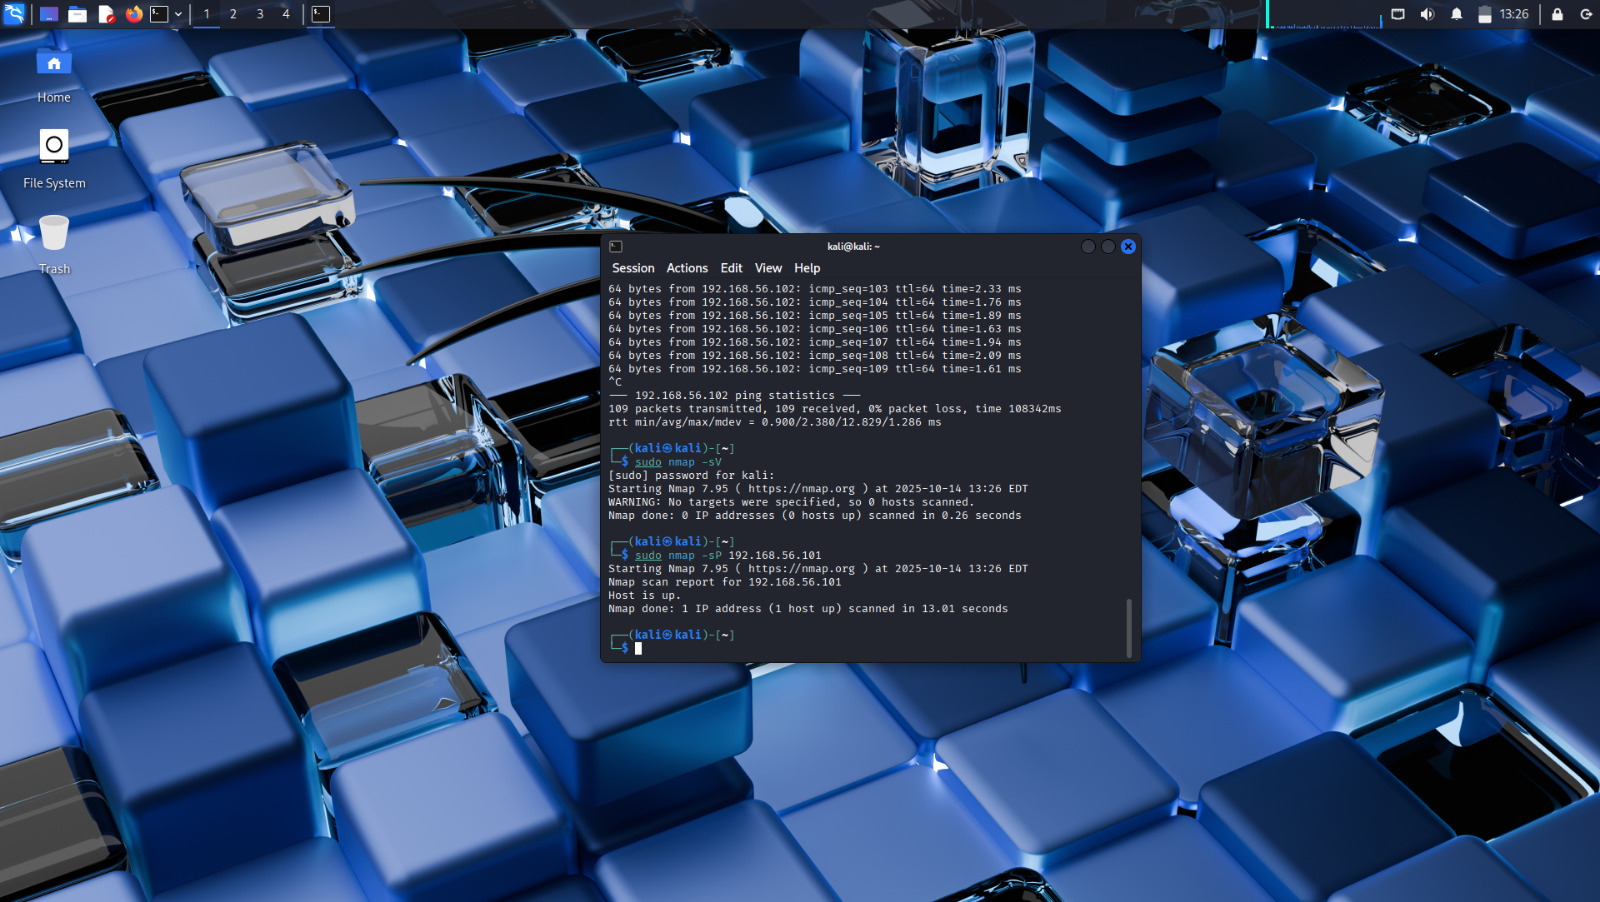 1 2 3 4
13:26
Home
File System
Trash
kali@kali: ~
Session Actions Edit View Help
64 bytes from 192.168.56.102: icmp_seq=103 ttl=64 time=2.33 ms
64 bytes from 192.168.56.102: icmp_seq=104 ttl=64 time=1.76 ms
64 bytes from 192.168.56.102: icmp_seq=105 ttl=64 time=1.89 ms
64 bytes from 192.168.56.102: icmp_seq=106 ttl=64 time=1.63 ms
64 bytes from 192.168.56.102: icmp_seq=107 ttl=64 time=1.94 ms
64 bytes from 192.168.56.102: icmp_seq=108 ttl=64 time=2.09 ms
64 bytes from 192.168.56.102: icmp_seq=109 ttl=64 time=1.61 ms
^C
--- 192.168.56.102 ping statistics ---
109 packets transmitted, 109 received, 0% packet loss, time 108342ms
rtt min/avg/max/mdev = 0.900/2.380/12.829/1.286 ms
┌──(kali㉿kali)-[~]
└─$ sudo nmap -sV
[sudo] password for kali:
Starting Nmap 7.95 ( https://nmap.org ) at 2025-10-14 13:26 EDT
WARNING: No targets were specified, so 0 hosts scanned.
Nmap done: 0 IP addresses (0 hosts up) scanned in 0.26 seconds
┌──(kali㉿kali)-[~]
└─$ sudo nmap -sP 192.168.56.101
Starting Nmap 7.95 ( https://nmap.org ) at 2025-10-14 13:26 EDT
Nmap scan report for 192.168.56.101
Host is up.
Nmap done: 1 IP address (1 host up) scanned in 13.01 seconds
┌──(kali㉿kali)-[~]
└─$